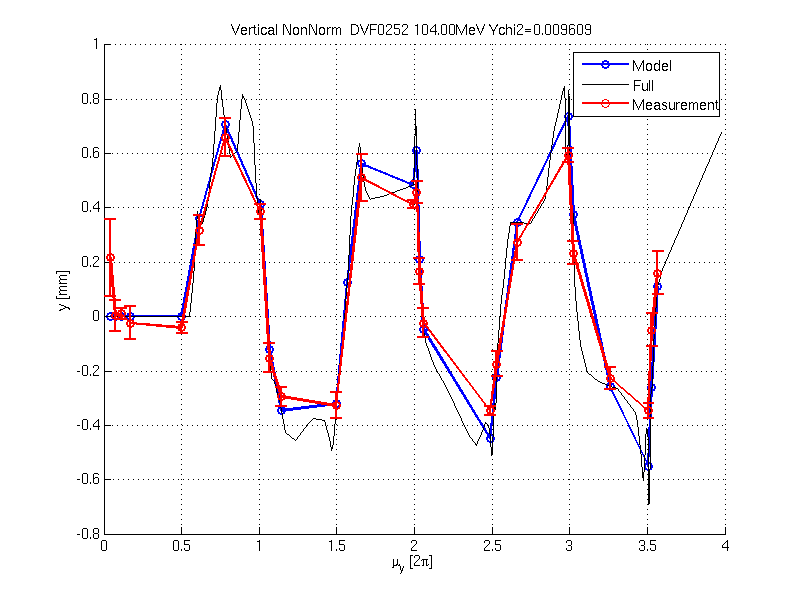 Vertical NonNorm DVF0252 104.00MeV Ychi2=0.009609
Model
Full
Measurement
y [mm]
1
0.8
0.6
0.4
0.2
0
-0.2
-0.4
-0.6
-0.8
0 0.5 1 1.5 2 2.5 3 3.5 4
μy [2π]